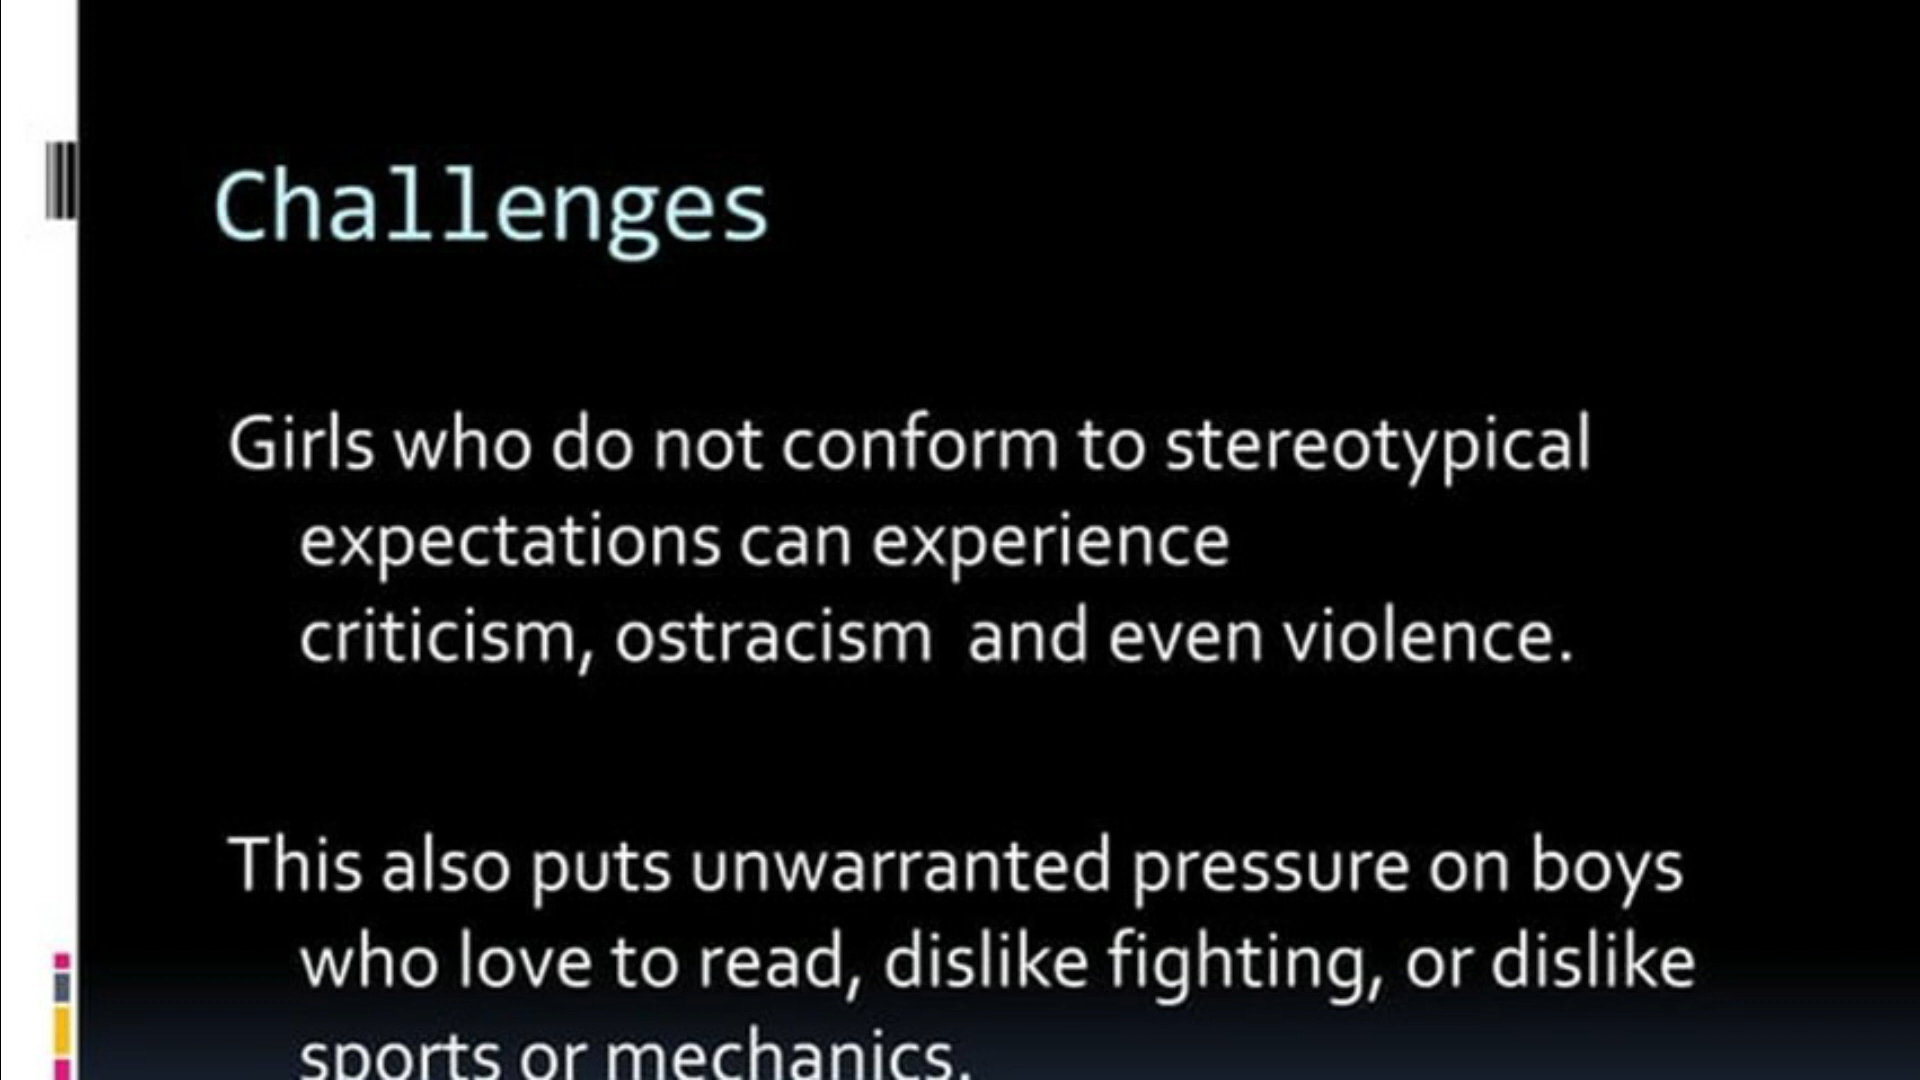 Challenges
Girls who do not conform to stereotypical
expectations can experience
criticism, ostracism and even violence.
This also puts unwarranted pressure on boys
who love to read, dislike fighting, or dislike
sports or mechanics.